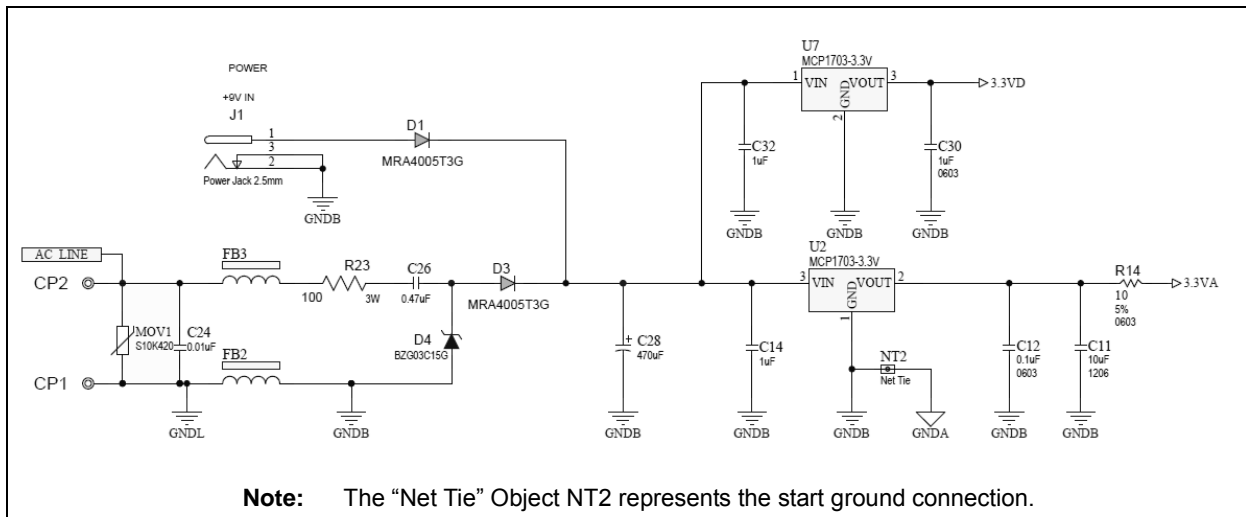 POWER
+9V IN
J1
1
3
2
Power Jack 2.5mm
GNDB
D1
MRA4005T3G
U7
MCP1703-3.3V
1
VIN
VOUT
3
GND
2
3.3VD
C32
1uF
C30
1uF
0603
GNDB
GNDB
GNDB
AC LINE
CP2
FB3
R23
100
3W
C26
0.47uF
D3
MRA4005T3G
MOV1
S10K420
C24
0.01uF
D4
BZG03C15G
CP1
FB2
GNDL
GNDB
C28
470uF
GNDB
C14
1uF
GNDB
U2
MCP1703-3.3V
3
VIN
VOUT
2
GND
1
NT2
Net Tie
GNDB
GNDA
C12
0.1uF
0603
GNDB
C11
10uF
1206
GNDB
R14
10
5%
0603
3.3VA
Note: The “Net Tie” Object NT2 represents the start ground connection.